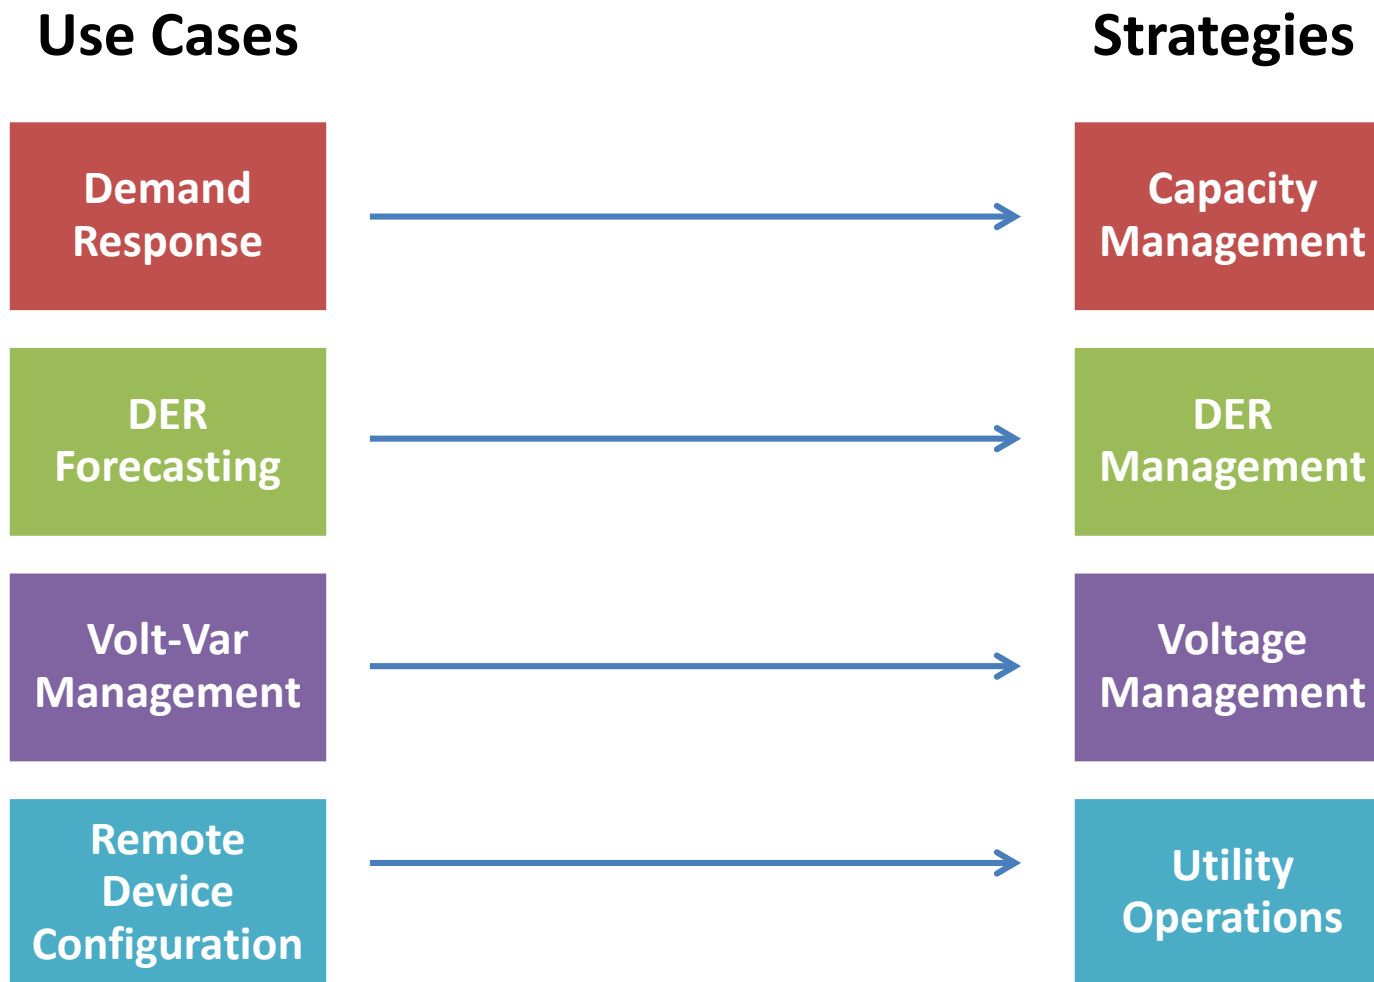 Use Cases
Strategies
Demand
Response
Capacity
Management
DER
Forecasting
DER
Management
Volt-Var
Management
Voltage
Management
Remote
Device
Configuration
Utility
Operations